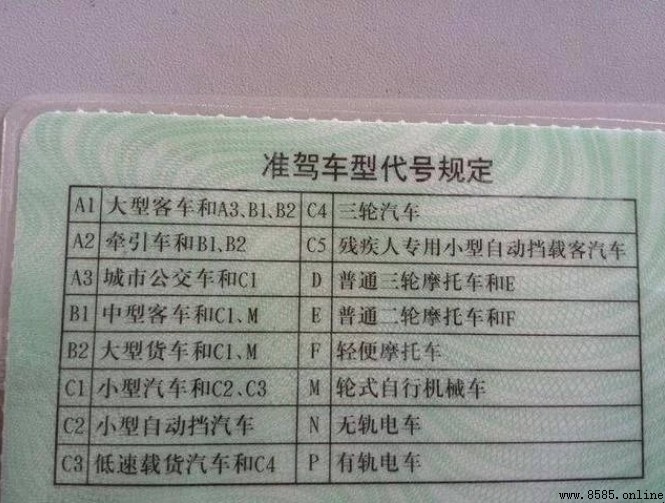 准驾车型代号规定
A1 大型客车和A3、B1、B2 C4 三轮汽车
A2 牵引车和B1、B2 C5 残疾人专用小型自动挡载客汽车
A3 城市公交车和C1 D 普通三轮摩托车和E
B1 中型客车和C1、M E 普通二轮摩托车和F
B2 大型货车和C1、M F 轻便摩托车
C1 小型汽车和C2、C3 M 轮式自行机械车
C2 小型自动挡汽车 N 无轨电车
C3 低速载货汽车和C4 P 有轨电车
www.8585.online